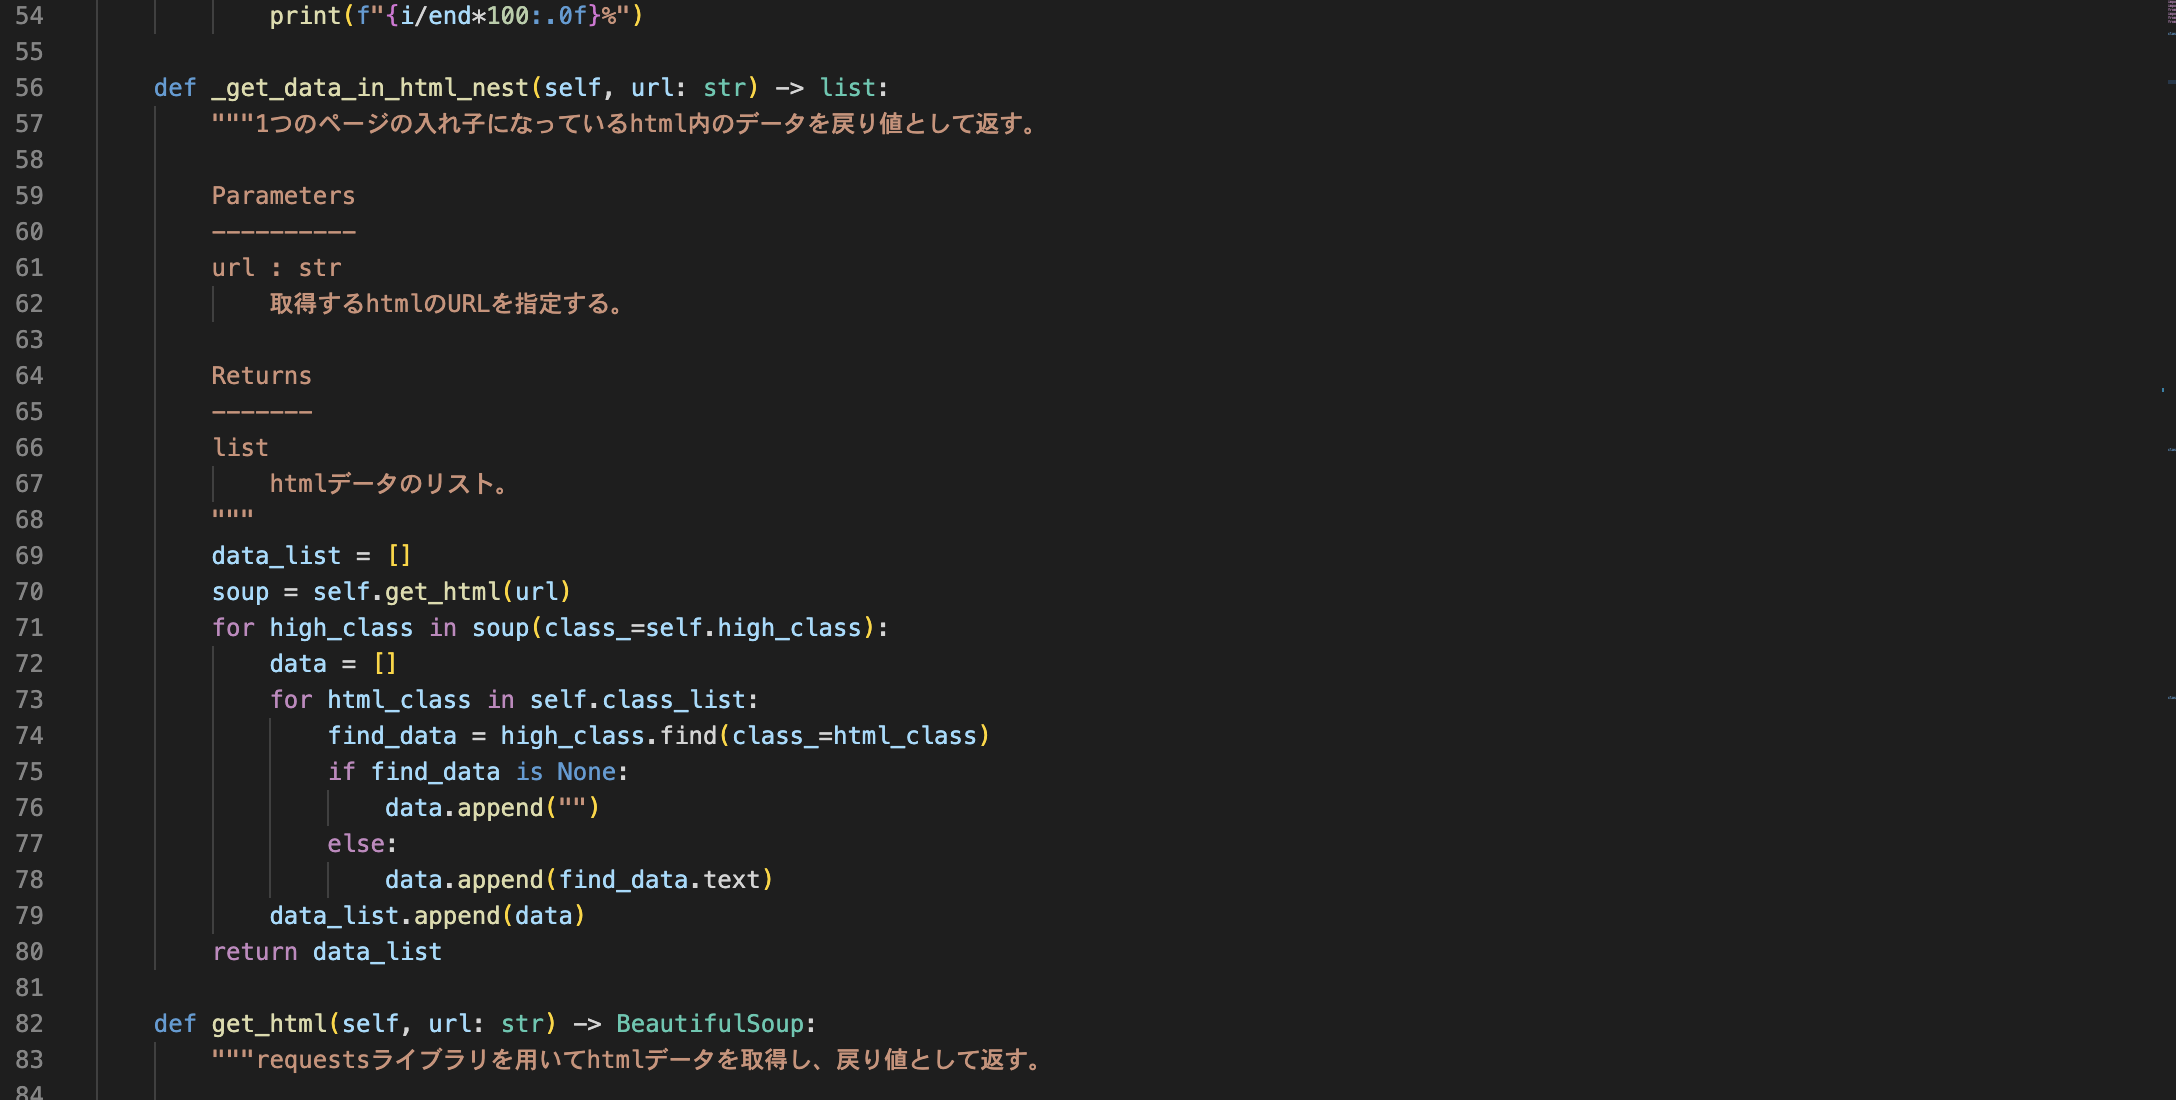 54 print(f"{i/end*100:.0f}%")
55
56 def _get_data_in_html_nest(self, url: str) -> list:
57 """1つのページの入れ子になっているhtml内のデータを戻り値として返す。
58
59 Parameters
60 ----------
61 url : str
62 取得するhtmlのURLを指定する。
63
64 Returns
65 -------
66 list
67 htmlデータのリスト。
68 """
69 data_list = []
70 soup = self.get_html(url)
71 for high_class in soup(class_=self.high_class):
72 data = []
73 for html_class in self.class_list:
74 find_data = high_class.find(class_=html_class)
75 if find_data is None:
76 data.append("")
77 else:
78 data.append(find_data.text)
79 data_list.append(data)
80 return data_list
81
82 def get_html(self, url: str) -> BeautifulSoup:
83 """requestsライブラリを用いてhtmlデータを取得し、戻り値として返す。
84